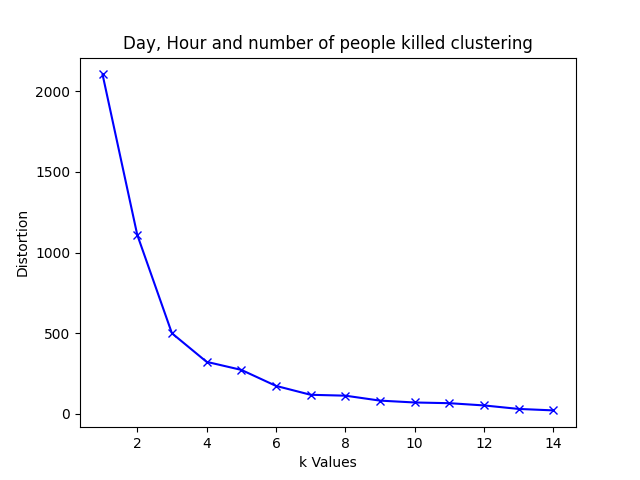 Day, Hour and number of people killed clustering
2000
1500
1000
500
0
Distortion
2 4 6 8 10 12 14
k Values